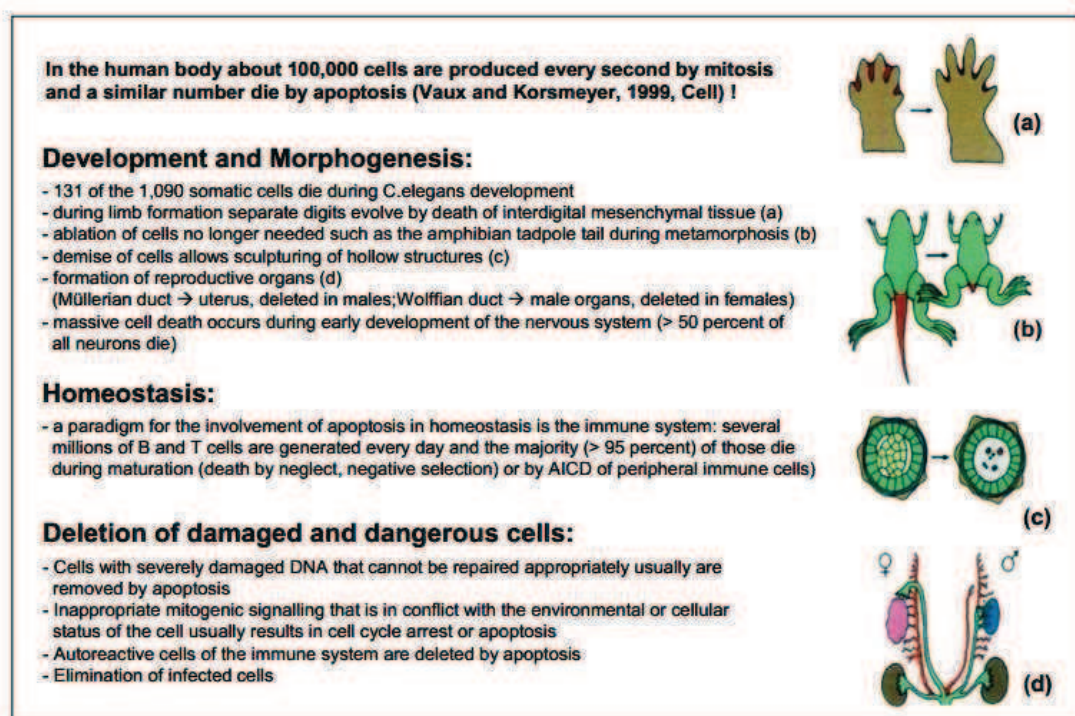 In the human body about 100,000 cells are produced every second by mitosis
and a similar number die by apoptosis (Vaux and Korsmeyer, 1999, Cell) !
(a)
Development and Morphogenesis:
- 131 of the 1,090 somatic cells die during C.elegans development
- during limb formation separate digits evolve by death of interdigital mesenchymal tissue (a)
- ablation of cells no longer needed such as the amphibian tadpole tail during metamorphosis (b)
- demise of cells allows sculpturing of hollow structures (c)
- formation of reproductive organs (d)
(Müllerian duct → uterus, deleted in males;Wolffian duct → male organs, deleted in females)
- massive cell death occurs during early development of the nervous system (> 50 percent of
all neurons die)
(b)
Homeostasis:
- a paradigm for the involvement of apoptosis in homeostasis is the immune system: several
millions of B and T cells are generated every day and the majority (> 95 percent) of those die
during maturation (death by neglect, negative selection) or by AICD of peripheral immune cells)
(c)
Deletion of damaged and dangerous cells:
- Cells with severely damaged DNA that cannot be repaired appropriately usually are
removed by apoptosis
- Inappropriate mitogenic signalling that is in conflict with the environmental or cellular
status of the cell usually results in cell cycle arrest or apoptosis
- Autoreactive cells of the immune system are deleted by apoptosis
- Elimination of infected cells
♀ ♂
(d)